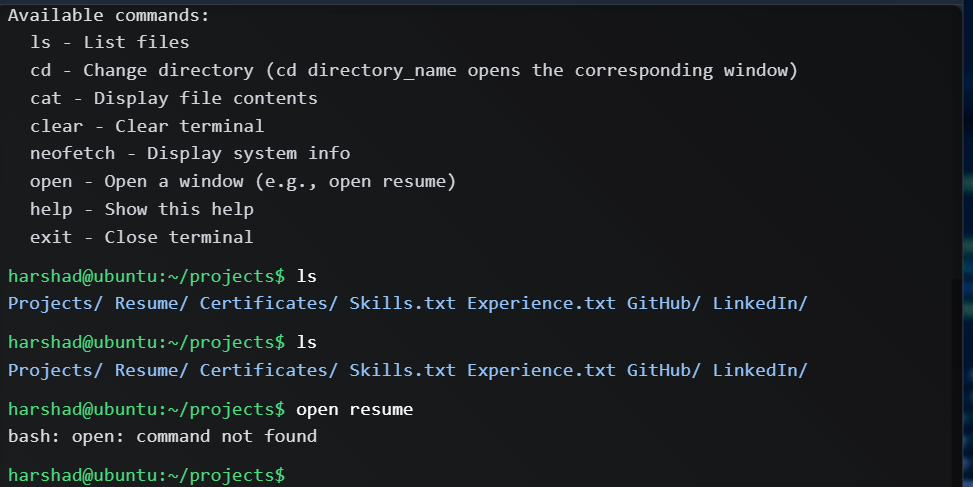 Available commands:
ls - List files
cd - Change directory (cd directory_name opens the corresponding window)
cat - Display file contents
clear - Clear terminal
neofetch - Display system info
open - Open a window (e.g., open resume)
help - Show this help
exit - Close terminal
harshad@ubuntu:~/projects$ ls
Projects/ Resume/ Certificates/ Skills.txt Experience.txt GitHub/ LinkedIn/
harshad@ubuntu:~/projects$ ls
Projects/ Resume/ Certificates/ Skills.txt Experience.txt GitHub/ LinkedIn/
harshad@ubuntu:~/projects$ open resume
bash: open: command not found
harshad@ubuntu:~/projects$